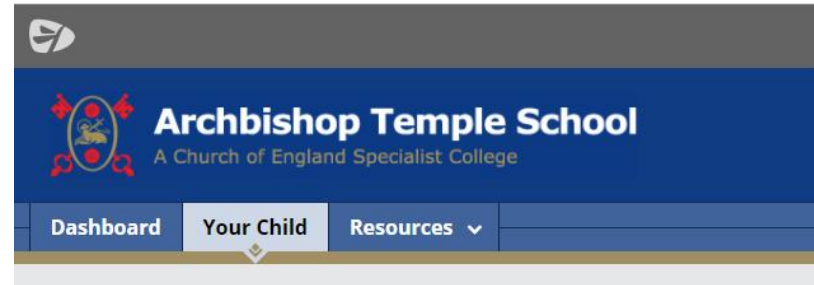 Archbishop Temple School
A Church of England Specialist College
Dashboard Your Child Resources